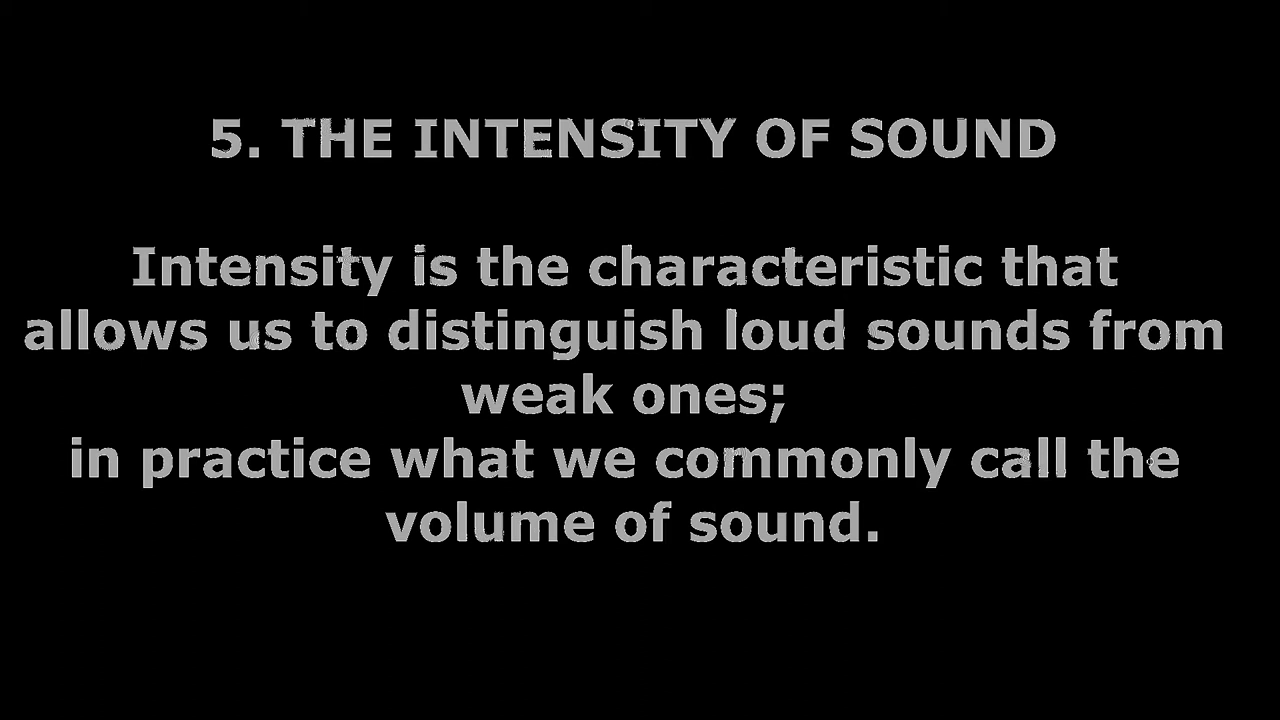 5. THE INTENSITY OF SOUND
Intensity is the characteristic that
allows us to distinguish loud sounds from
weak ones;
in practice what we commonly call the
volume of sound.